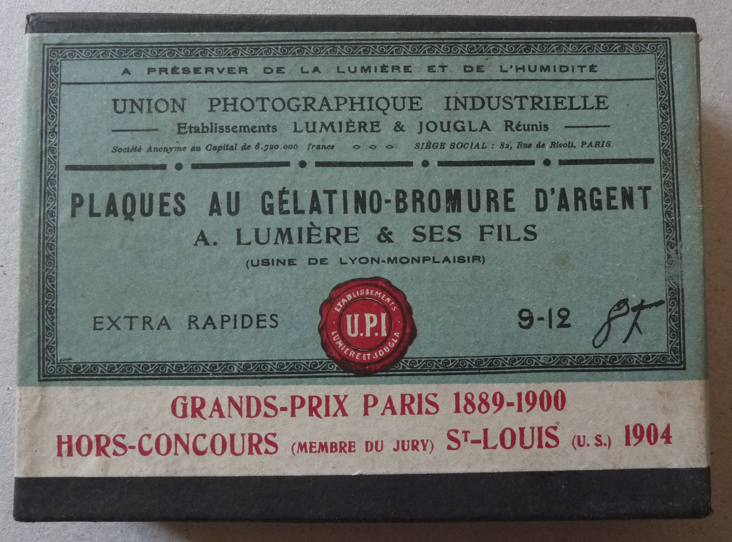 A PRÉSERVER DE LA LUMIÈRE ET DE L'HUMIDITÉ
UNION PHOTOGRAPHIQUE INDUSTRIELLE
Etablissements LUMIÈRE & JOUGLA Réunis
Société Anonyme au Capital de 6.720.000 francs SIÈGE SOCIAL : 82, Rue de Rivoli, PARIS
PLAQUES AU GÉLATINO-BROMURE D'ARGENT
A. LUMIÈRE & SES FILS
(USINE DE LYON-MONPLAISIR)
EXTRA RAPIDES
ETABLISSEMENTS
U.P.I
LUMIÈRE ET JOUGLA
9-12
GRANDS-PRIX PARIS 1889-1900
HORS-CONCOURS (MEMBRE DU JURY) ST-LOUIS (U.S.) 1904